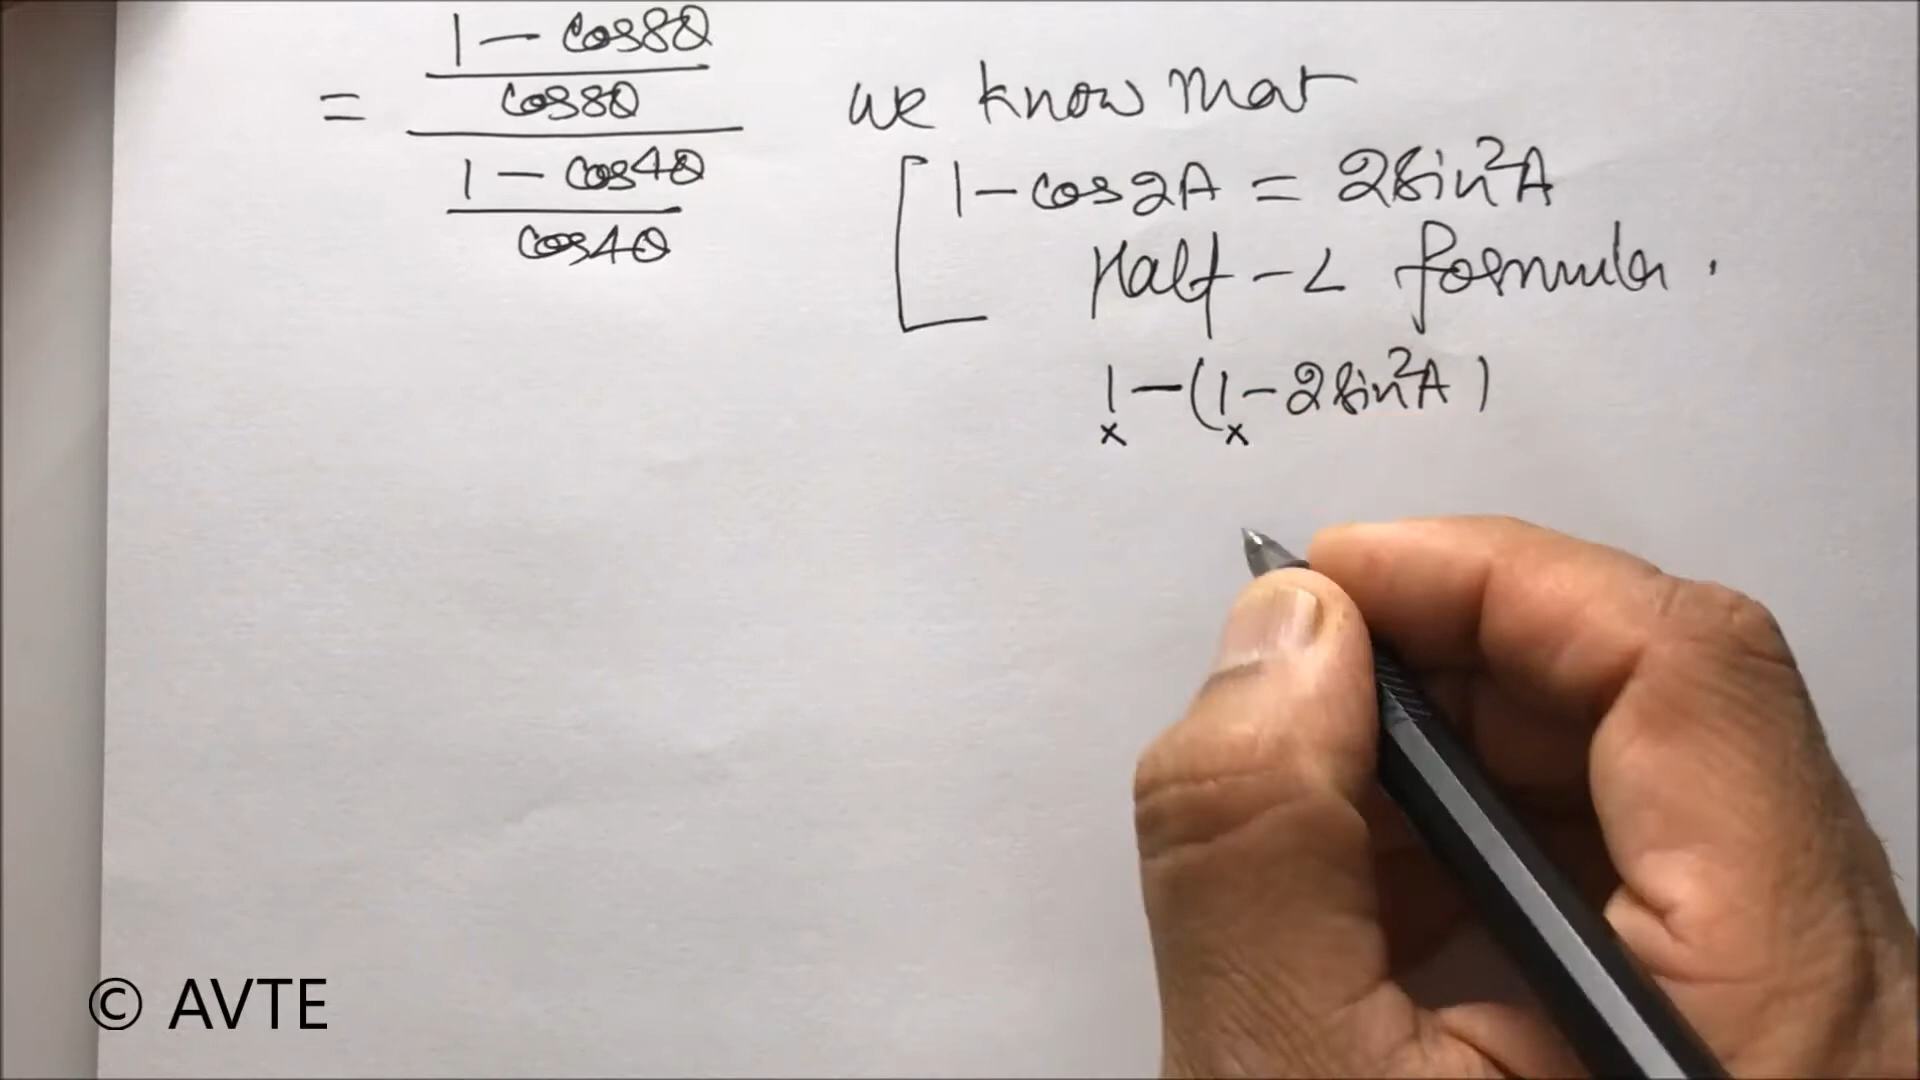 1 - cos8θ
cos8θ
=
1 - cos4θ
cos4θ
we know that
1 - cos2A = 2sin²A
Half - ∠ formula.
1 - (1 - 2sin²A)
x x
© AVTE